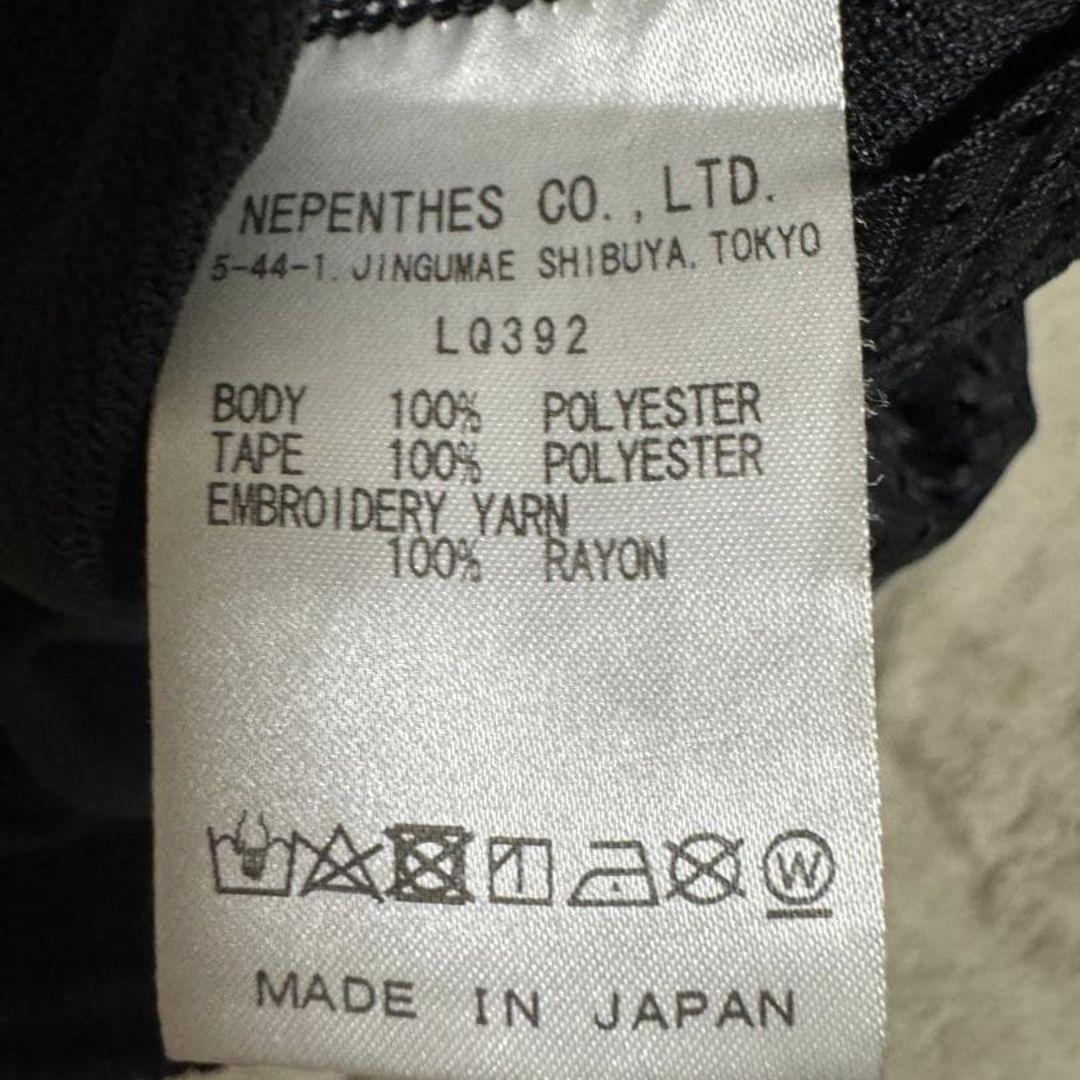 NEPENTHES CO., LTD.
5-44-1. JINGUMAE SHIBUYA. TOKYO
LQ392
BODY 100% POLYESTER
TAPE 100% POLYESTER
EMBROIDERY YARN
100% RAYON
W
MADE IN JAPAN